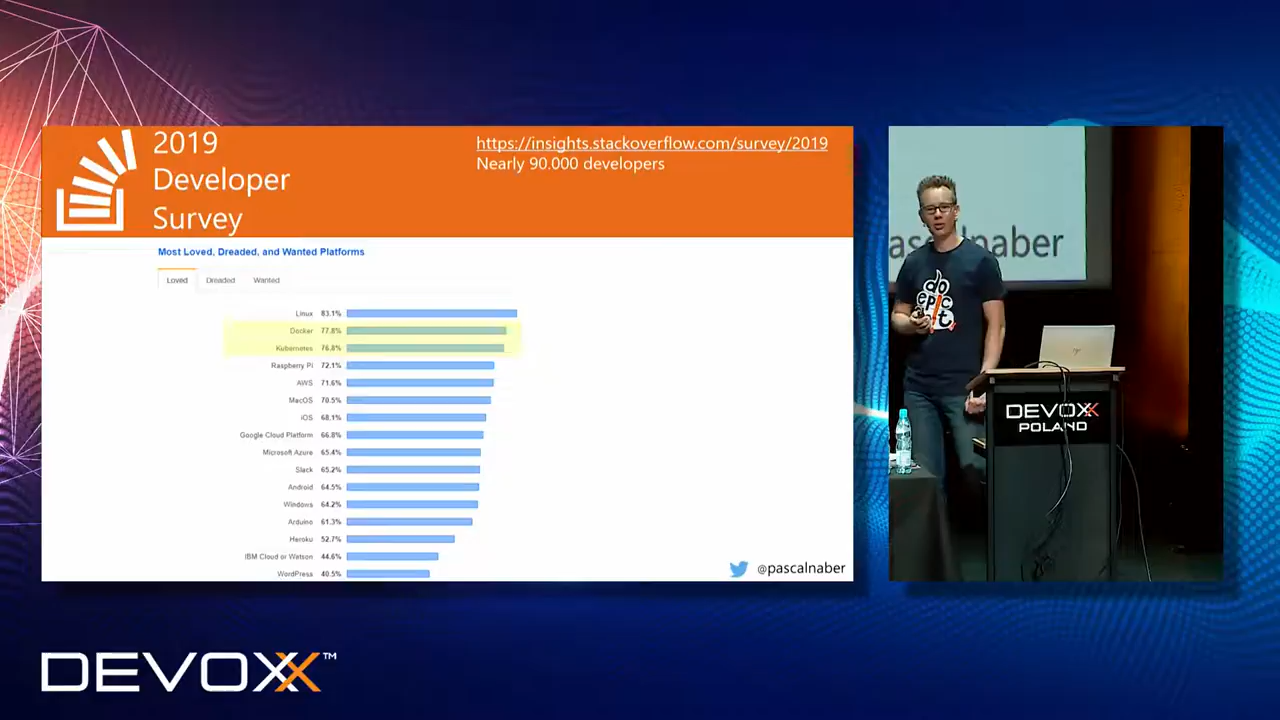 2019
Developer
Survey
https://insights.stackoverflow.com/survey/2019
Nearly 90.000 developers
Most Loved, Dreaded, and Wanted Platforms
Loved Dreaded Wanted
Linux 83.1%
Docker 77.8%
Kubernetes 76.8%
Raspberry Pi 72.1%
AWS 71.6%
MacOS 70.5%
iOS 68.1%
Google Cloud Platform 66.8%
Microsoft Azure 65.4%
Slack 65.2%
Android 64.5%
Windows 64.2%
Arduino 61.3%
Heroku 52.7%
IBM Cloud or Watson 44.6%
WordPress 40.5%
@pascalnaber
ascalnaber
do
epic
DEVOXX
POLAND
DEVOXX™